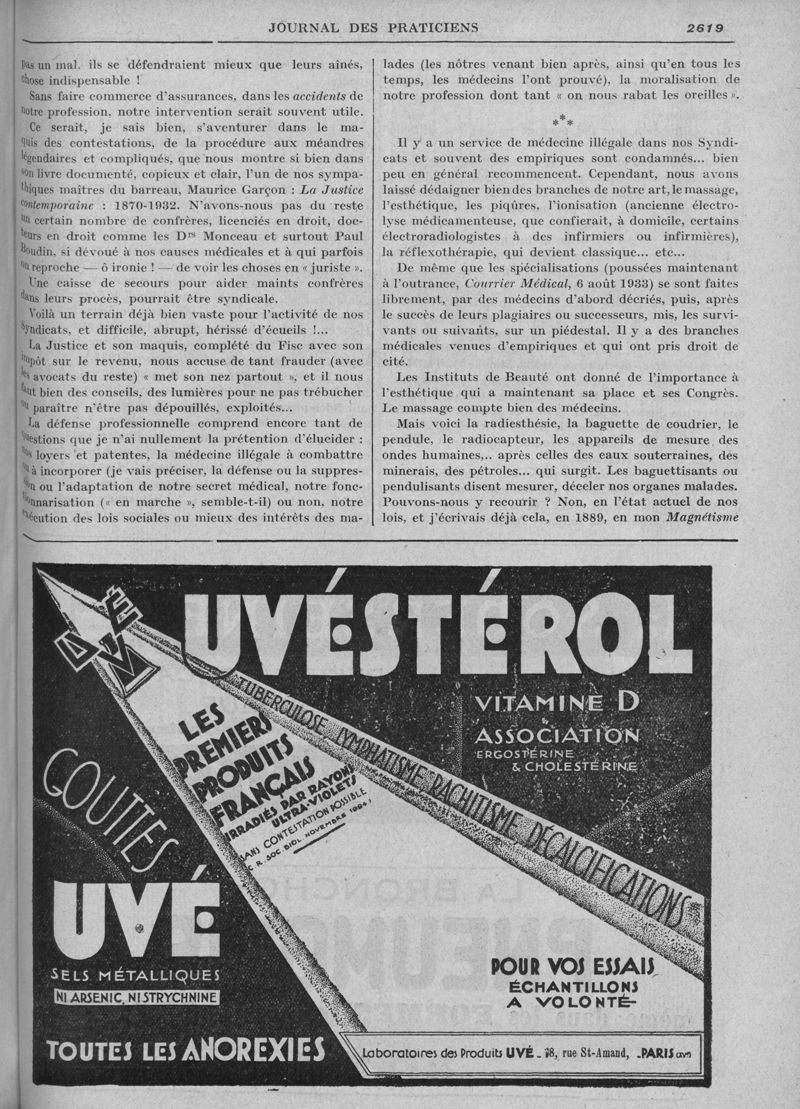 JOURNAL DES PRATICIENS
2619
pas un mal. ils se défendraient mieux que leurs aînés,
chose indispensable !
Sans faire commerce d'assurances, dans les accidents de
notre profession, notre intervention serait souvent utile.
Ce serait, je sais bien, s'aventurer dans le ma-
quis des contestations, de la procédure aux méandres
légendaires et compliqués, que nous montre si bien dans
son livre documenté, copieux et clair, l'un de nos sympa-
thiques maîtres du barreau, Maurice Garçon : La Justice
contemporaine : 1870-1932. N'avons-nous pas du reste
un certain nombre de confrères, licenciés en droit, doc-
teurs en droit comme les Drs Monceau et surtout Paul
Boudin, si dévoué à nos causes médicales et à qui parfois
on reproche — ô ironie ! — de voir les choses en « juriste ».
Une caisse de secours pour aider maints confrères
dans leurs procès, pourrait être syndicale.
Voilà un terrain déjà bien vaste pour l'activité de nos
Syndicats, et difficile, abrupt, hérissé d'écueils !...
La Justice et son maquis, complété du Fisc avec son
impôt sur le revenu, nous accuse de tant frauder (avec
les avocats du reste) « met son nez partout », et il nous
faut bien des conseils, des lumières pour ne pas trébucher
ou paraître n'être pas dépouillés, exploités...
La défense professionnelle comprend encore tant de
questions que je n'ai nullement la prétention d'élucider :
nos loyers et patentes, la médecine illégale à combattre
ou à incorporer (je vais préciser, la défense ou la suppres-
sion ou l'adaptation de notre secret médical, notre fonc-
tionnarisation (« en marche », semble-t-il) ou non, notre
exécution des lois sociales ou mieux des intérêts des ma-
lades (les nôtres venant bien après, ainsi qu'en tous les
temps, les médecins l'ont prouvé), la moralisation de
notre profession dont tant « on nous rabat les oreilles ».
***
Il y a un service de médecine illégale dans nos Syndi-
cats et souvent des empiriques sont condamnés... bien
peu en général recommencent. Cependant, nous avons
laissé dédaigner bien des branches de notre art, le massage,
l'esthétique, les piqûres, l'ionisation (ancienne électro-
lyse médicamenteuse, que confierait, à domicile, certains
électroradiologistes à des infirmiers ou infirmières),
la réflexothérapie, qui devient classique... etc...
De même que les spécialisations (poussées maintenant
à l'outrance, Courrier Médical, 6 août 1933) se sont faites
librement, par des médecins d'abord décriés, puis, après
le succès de leurs plagiaires ou successeurs, mis, les survi-
vants ou suivants, sur un piédestal. Il y a des branches
médicales venues d'empiriques et qui ont pris droit de
cité.
Les Instituts de Beauté ont donné de l'importance à
l'esthétique qui a maintenant sa place et ses Congrès.
Le massage compte bien des médecins.
Mais voici la radiesthésie, la baguette de coudrier, le
pendule, le radiocapteur, les appareils de mesure des
ondes humaines,.. après celles des eaux souterraines, des
minerais, des pétroles... qui surgit. Les baguettisants ou
pendulisants disent mesurer, déceler nos organes malades.
Pouvons-nous y recourir ? Non, en l'état actuel de nos
lois, et j'écrivais déjà cela, en 1889, en mon Magnétisme
UVÉSTÉROL
VITAMINE D
ASSOCIATION
ERGOSTÉRINE
& CHOLESTÉRINE
TUBERCULOSE LYMPHATISME RACHITISME DÉCALCIFICATIONS
LES
PREMIERS
PRODUITS
FRANÇAIS
IRRADIÉS PAR RAYONS
ULTRA-VIOLETS
SANS CONTESTATION POSSIBLE
C. R. SOC. BIOL. NOVEMBRE 1924
GOUTTES
UVÉ
SELS MÉTALLIQUES
NI ARSENIC, NI STRYCHNINE
TOUTES LES ANOREXIES
POUR VOS ESSAIS
ÉCHANTILLONS
A VOLONTÉ
Laboratoires des Produits UVÉ - 18, rue St-Amand, - PARIS